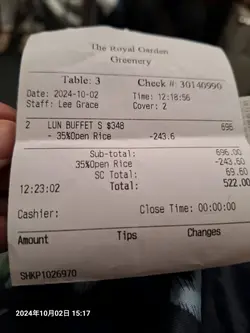 The Royal Garden
Greenery
Table: 3 Check #: 30140990
Date: 2024-10-02 Time: 12:18:56
Staff: Lee Grace Cover: 2
2 LUN BUFFET S $348 696.
- 35%Open Rice -243.6
Sub-total: 696.00
35%Open Rice -243.60
SC Total: 69.60
12:23:02 Total: 522.00
Cashier: Close Time: 00:00:00
Amount Tips Changes
SHKP1026970
2024年10月02日 15:17